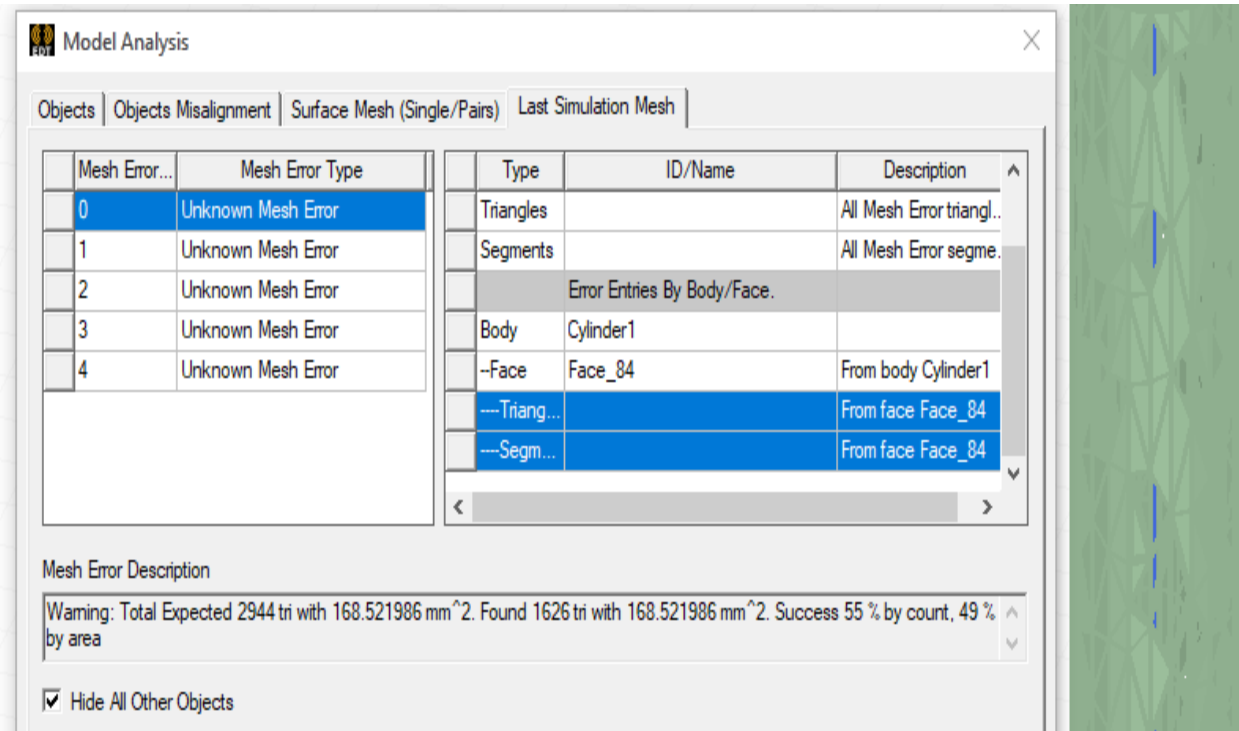 EDT
Model Analysis
Objects
Objects Misalignment
Surface Mesh (Single/Pairs)
Last Simulation Mesh
Mesh Error... Mesh Error Type
0 Unknown Mesh Error
1 Unknown Mesh Error
2 Unknown Mesh Error
3 Unknown Mesh Error
4 Unknown Mesh Error
Type ID/Name Description
Triangles All Mesh Error triangl..
Segments All Mesh Error segme.
Error Entries By Body/Face.
Body Cylinder1
--Face Face_84 From body Cylinder1
----Triang... From face Face_84
----Segm... From face Face_84
Mesh Error Description
Warning: Total Expected 2944 tri with 168.521986 mm^2. Found 1626 tri with 168.521986 mm^2. Success 55 % by count, 49 %
by area
Hide All Other Objects